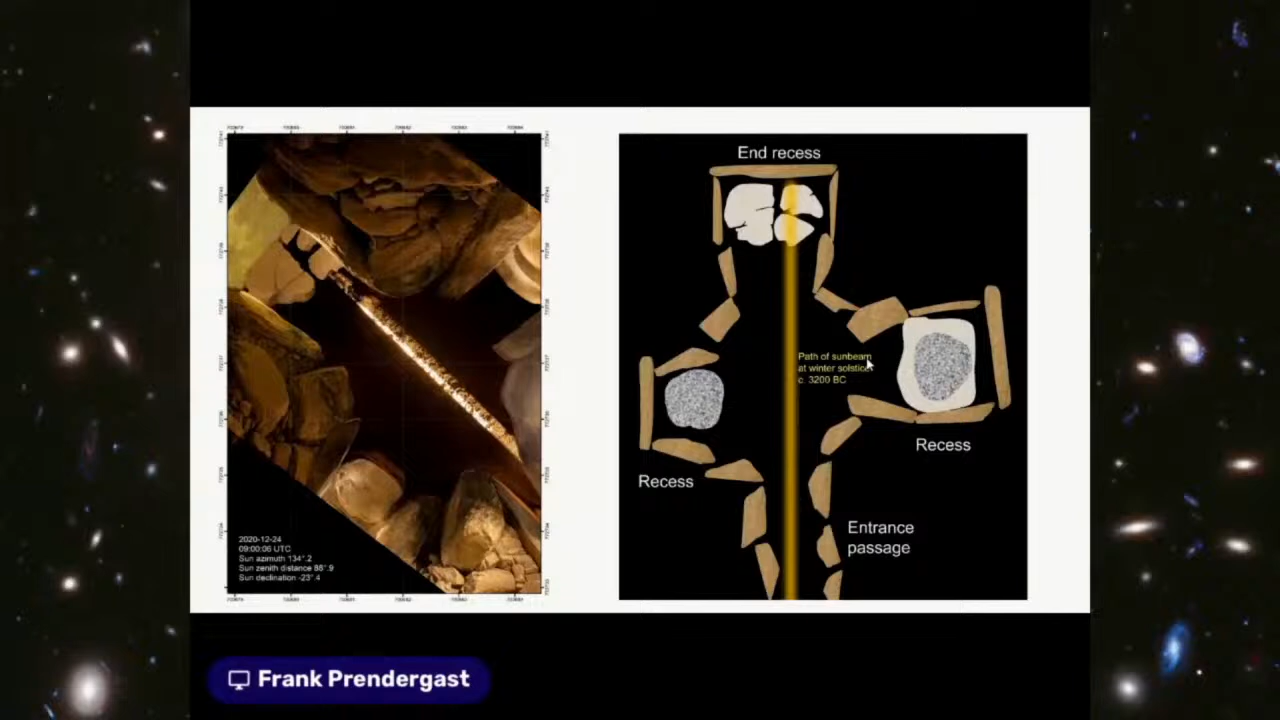 End recess
Path of sunbeam
at winter solstice
c. 3200 BC
Recess
Recess
Entrance
passage
2020-12-24
09:00:06 UTC
Sun azimuth 134°.2
Sun zenith distance 88°.9
Sun declination -23°.4
Frank Prendergast